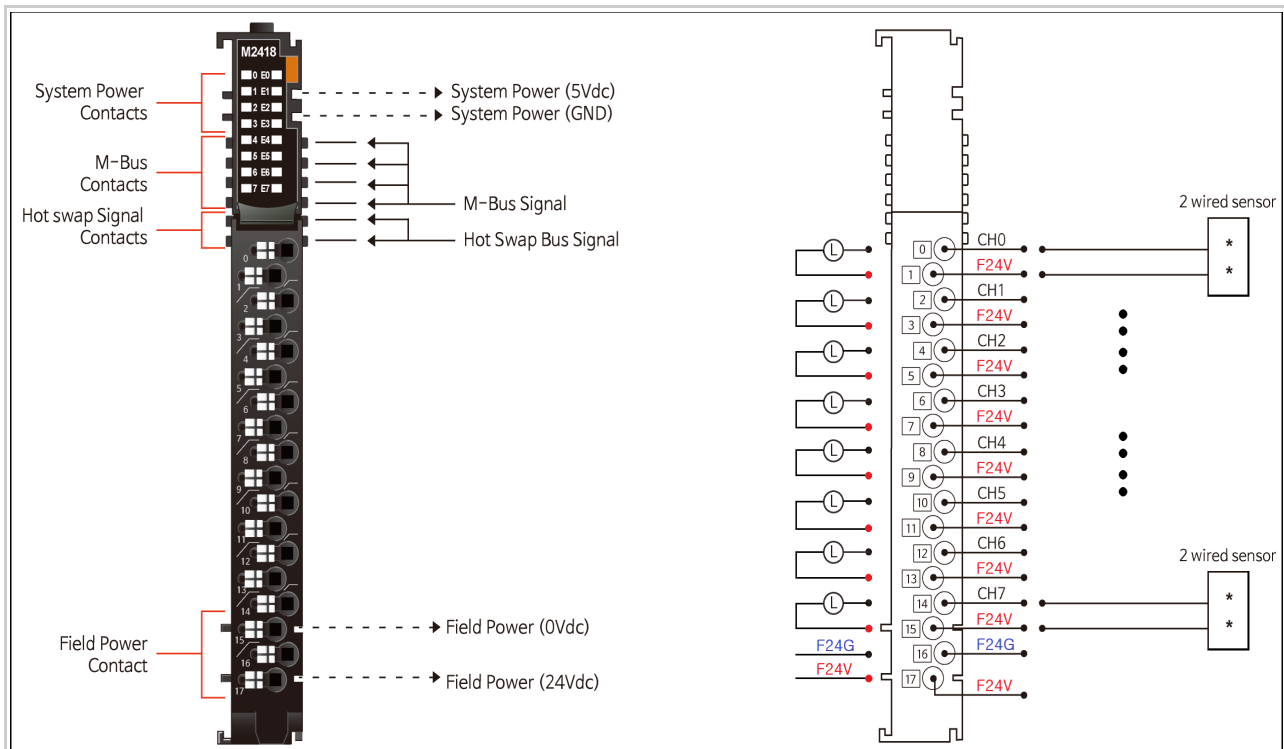 M2418
0 E0
1 E1
2 E2
3 E3
4 E4
5 E5
6 E6
7 E7
System Power
Contacts
M-Bus
Contacts
Hot swap Signal
Contacts
System Power (5Vdc)
System Power (GND)
M-Bus Signal
Hot Swap Bus Signal
0
1
2
3
4
5
6
7
8
9
10
11
12
13
14
15
16
17
Field Power
Contact
Field Power (0Vdc)
Field Power (24Vdc)
2 wired sensor
L 0 CH0 *
1 F24V *
L 2 CH1
3 F24V
L 4 CH2
5 F24V
L 6 CH3
7 F24V
L 8 CH4
9 F24V
L 10 CH5
11 F24V
L 12 CH6
2 wired sensor
13 F24V
L 14 CH7 *
15 F24V *
F24G 16 F24G
F24V 17 F24V